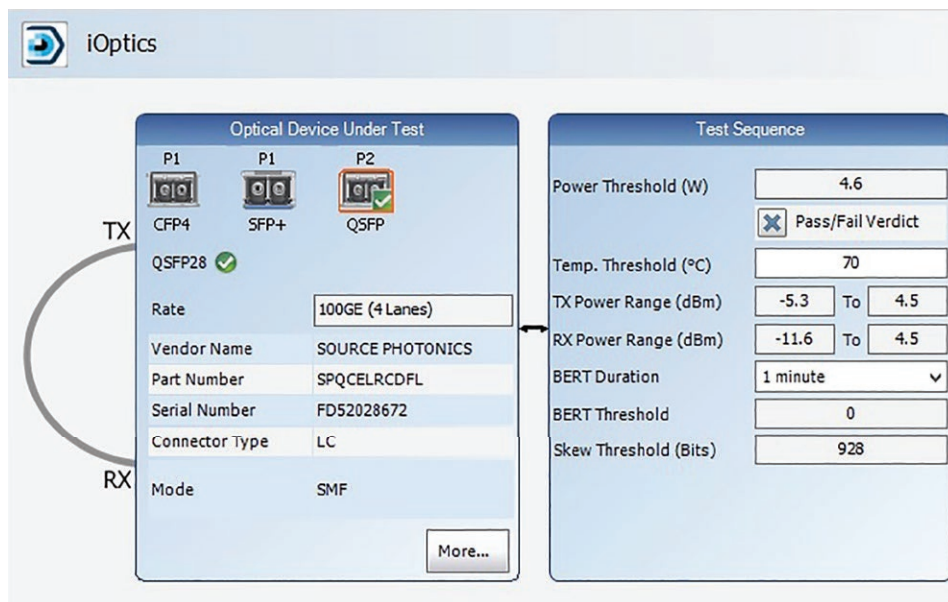 iOptics
Optical Device Under Test
P1 P1 P2
CFP4 SFP+ QSFP
TX
QSFP28
Rate 100GE (4 Lanes)
Vendor Name SOURCE PHOTONICS
Part Number SPQCELRCDFL
Serial Number FD52028672
Connector Type LC
RX
Mode SMF
More...
Test Sequence
Power Threshold (W) 4.6
Pass/Fail Verdict
Temp. Threshold (ºC) 70
TX Power Range (dBm) -5.3 To 4.5
RX Power Range (dBm) -11.6 To 4.5
BERT Duration 1 minute
BERT Threshold 0
Skew Threshold (Bits) 928